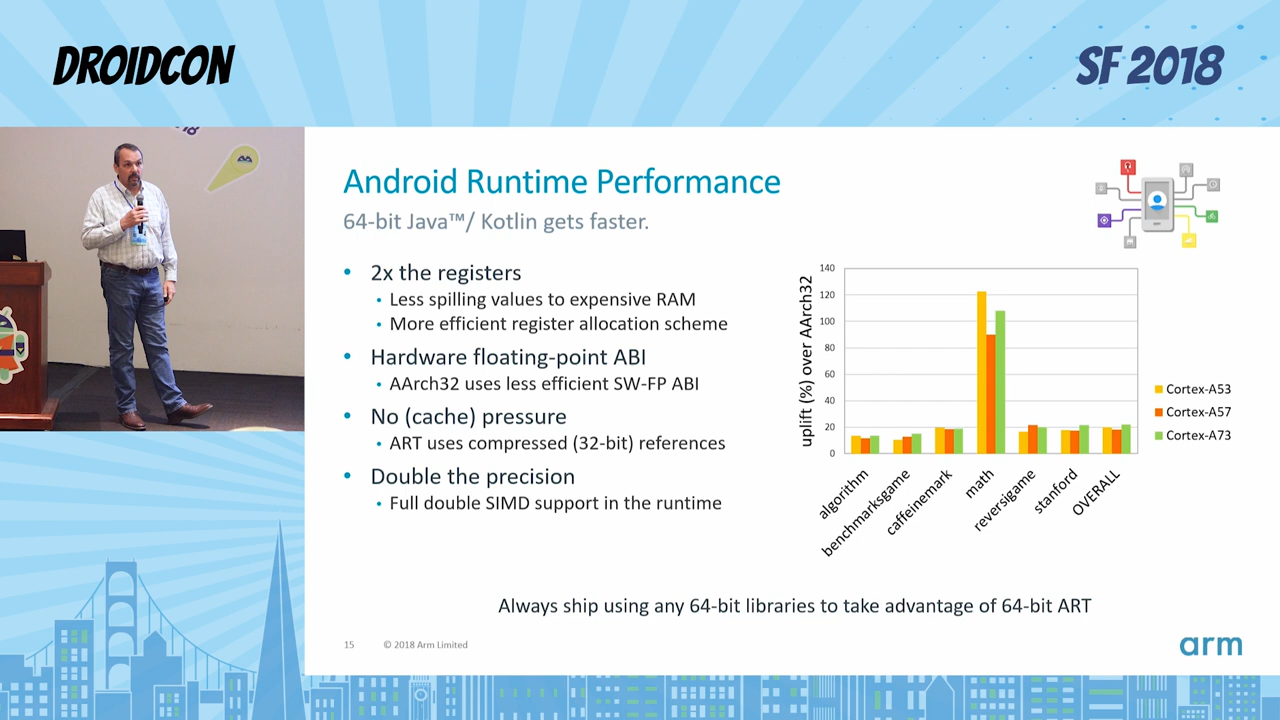 DROIDCON
SF 2018
Android Runtime Performance
64-bit Java™/ Kotlin gets faster.
• 2x the registers
• Less spilling values to expensive RAM
• More efficient register allocation scheme
• Hardware floating-point ABI
• AArch32 uses less efficient SW-FP ABI
• No (cache) pressure
• ART uses compressed (32-bit) references
• Double the precision
• Full double SIMD support in the runtime
uplift (%) over AArch32
140
120
100
80
60
40
20
0
algorithm
benchmarksgame
caffeinemark
math
reversigame
stanford
OVERALL
Cortex-A53
Cortex-A57
Cortex-A73
Always ship using any 64-bit libraries to take advantage of 64-bit ART
15
© 2018 Arm Limited
arm